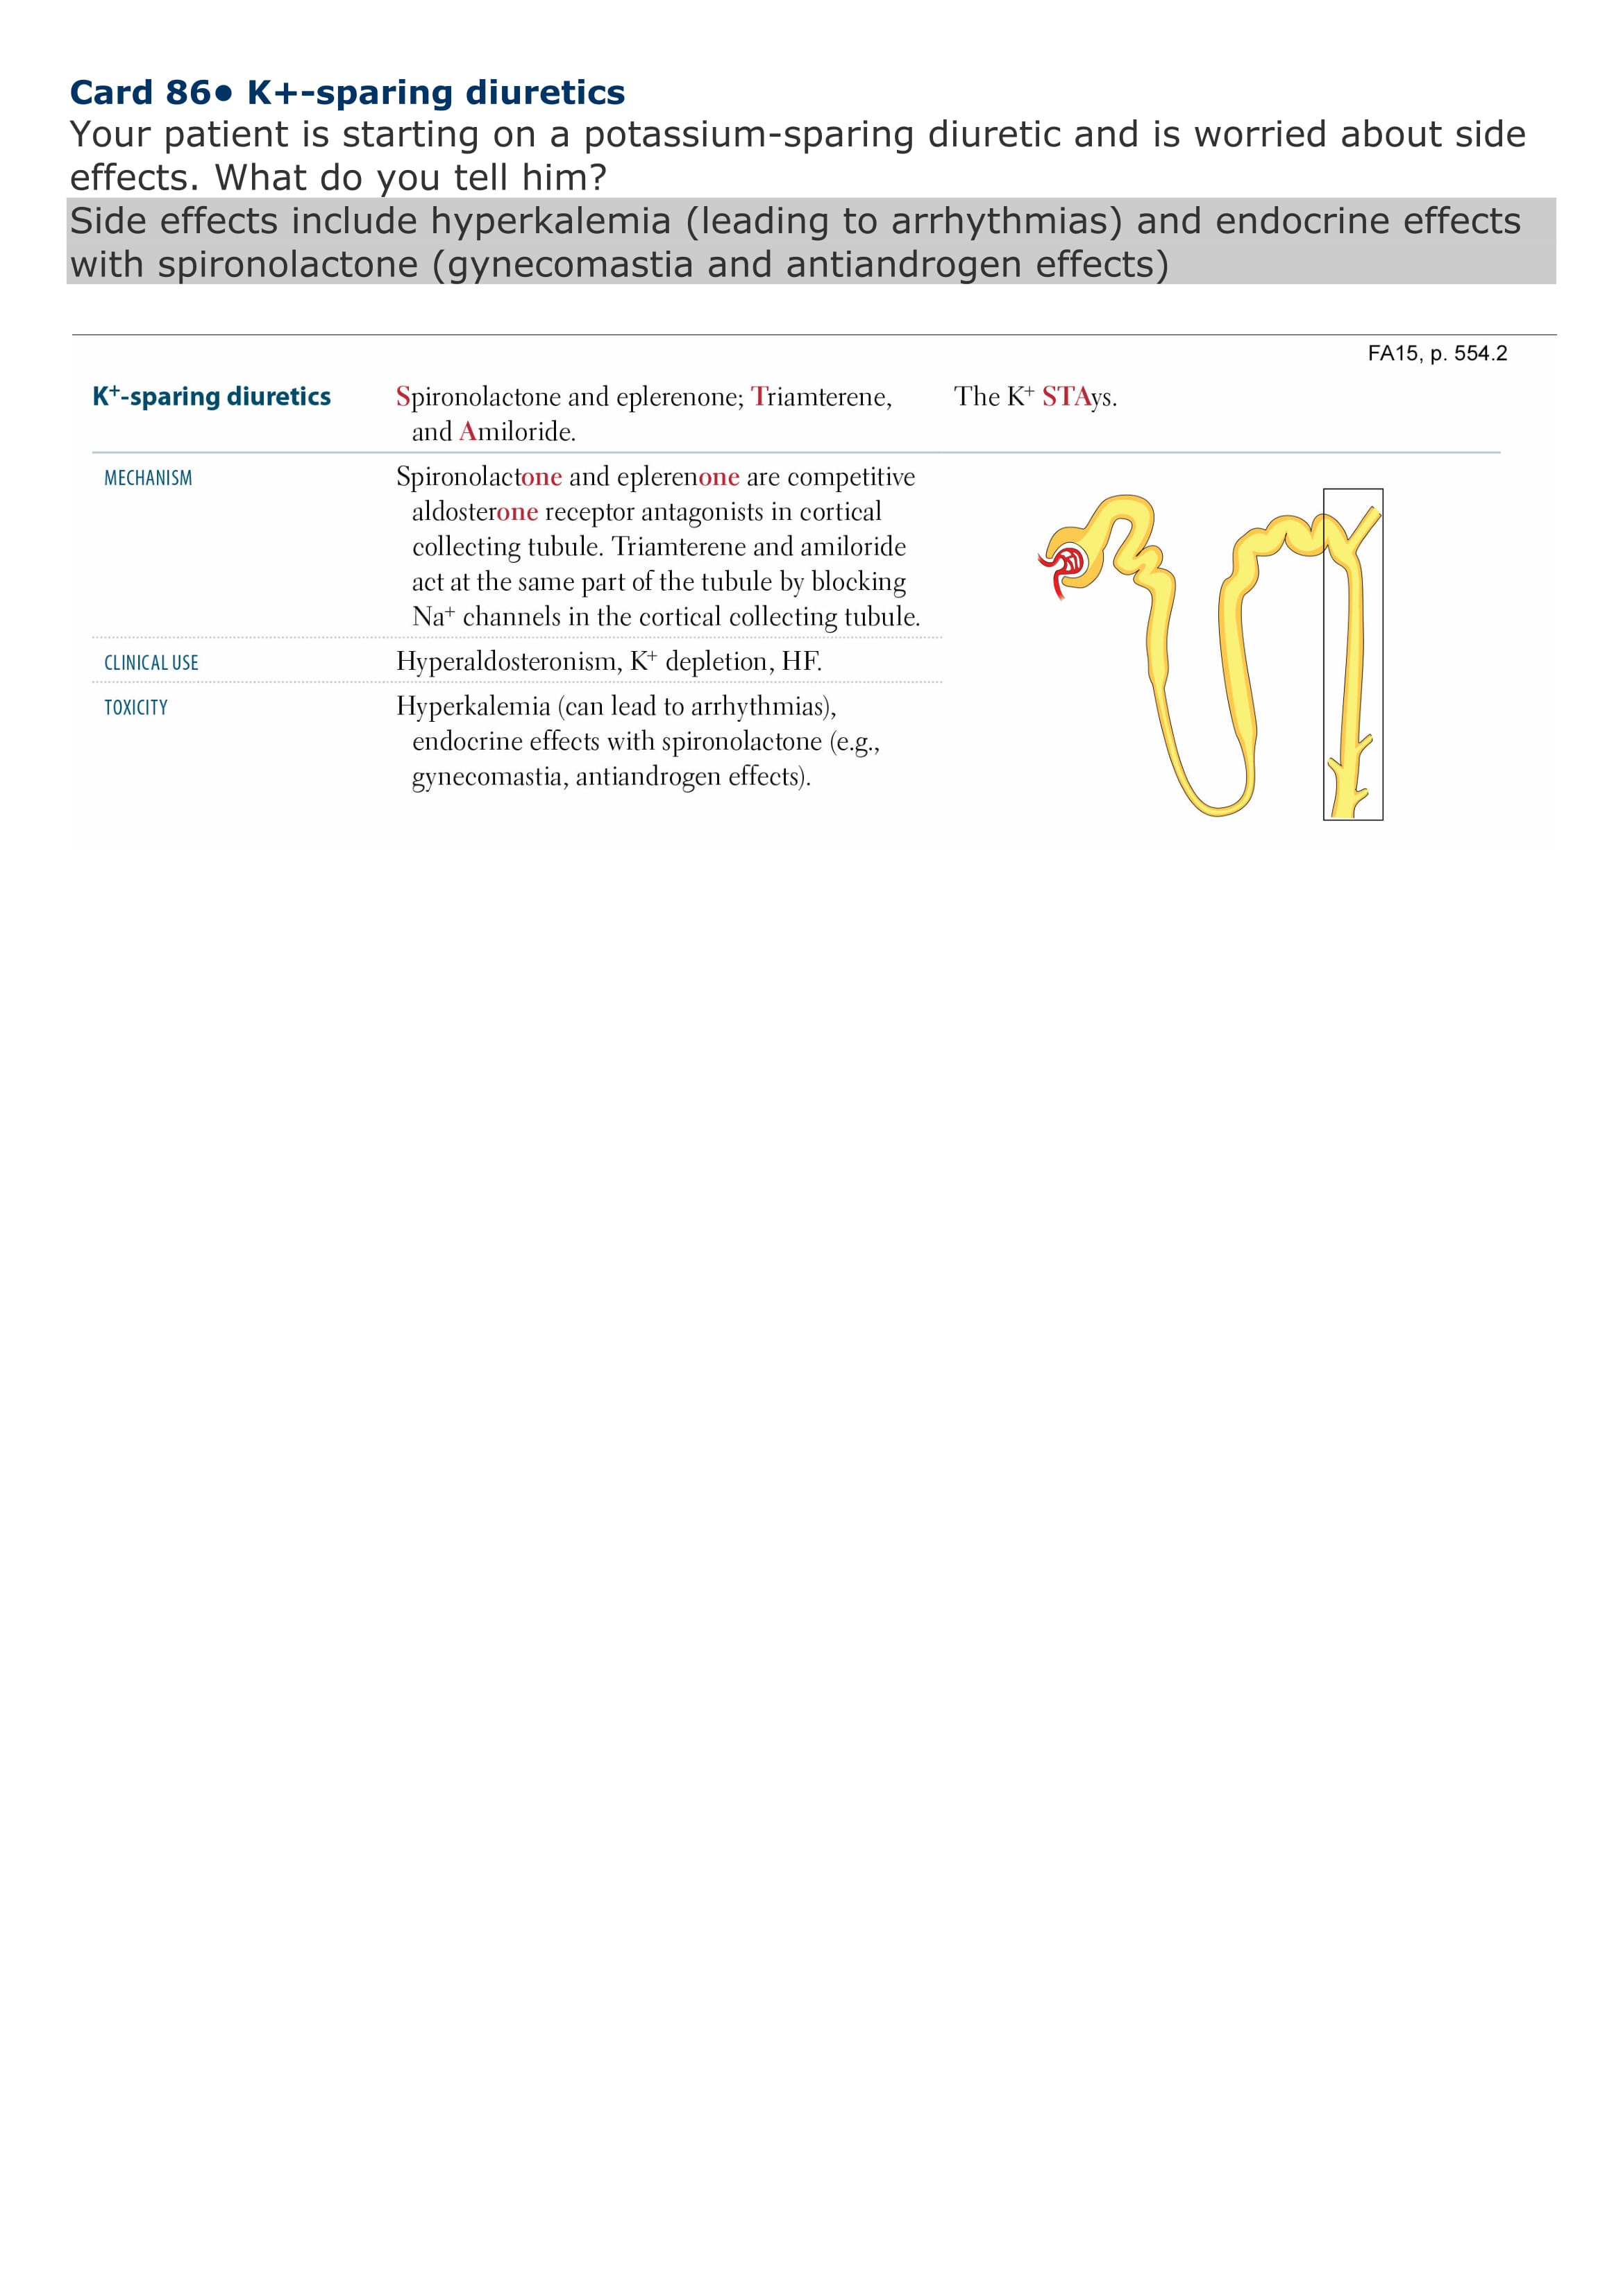 Card 86● K+-sparing diuretics
Your patient is starting on a potassium-sparing diuretic and is worried about side
effects. What do you tell him?
Side effects include hyperkalemia (leading to arrhythmias) and endocrine effects
with spironolactone (gynecomastia and antiandrogen effects)
FA15, p. 554.2
K⁺-sparing diuretics
Spironolactone and eplerenone; Triamterene,
and Amiloride.
The K⁺ STAys.
MECHANISM
Spironolactone and eplerenone are competitive
aldosterone receptor antagonists in cortical
collecting tubule. Triamterene and amiloride
act at the same part of the tubule by blocking
Na⁺ channels in the cortical collecting tubule.
CLINICAL USE
Hyperaldosteronism, K⁺ depletion, HF.
TOXICITY
Hyperkalemia (can lead to arrhythmias),
endocrine effects with spironolactone (e.g.,
gynecomastia, antiandrogen effects).